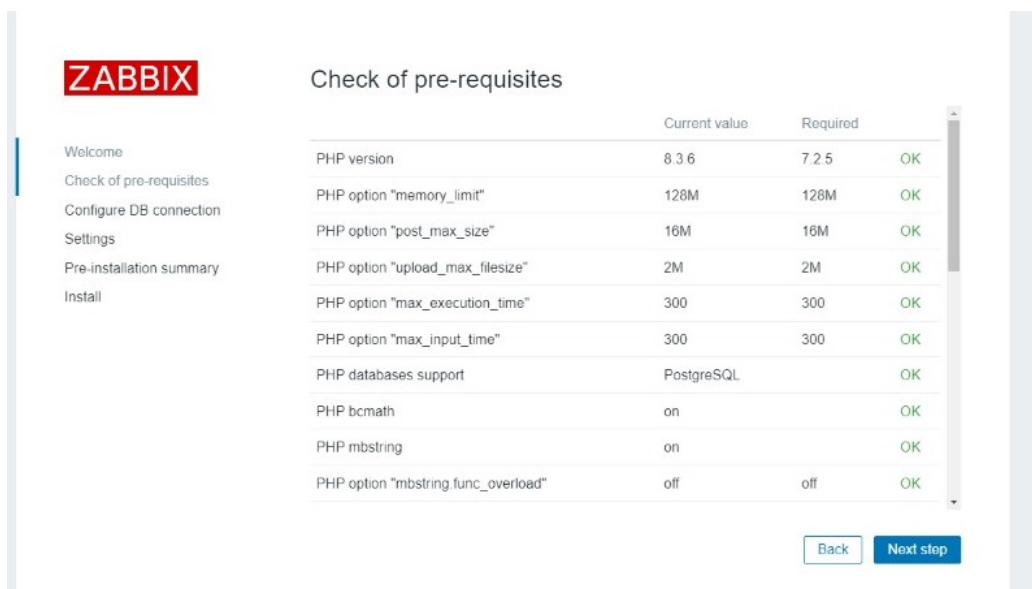 ZABBIX
Check of pre-requisites
Welcome
Check of pre-requisites
Configure DB connection
Settings
Pre-installation summary
Install
Current value Required
PHP version 8.3.6 7.2.5 OK
PHP option "memory_limit" 128M 128M OK
PHP option "post_max_size" 16M 16M OK
PHP option "upload_max_filesize" 2M 2M OK
PHP option "max_execution_time" 300 300 OK
PHP option "max_input_time" 300 300 OK
PHP databases support PostgreSQL OK
PHP bcmath on OK
PHP mbstring on OK
PHP option "mbstring.func_overload" off off OK
Back Next step